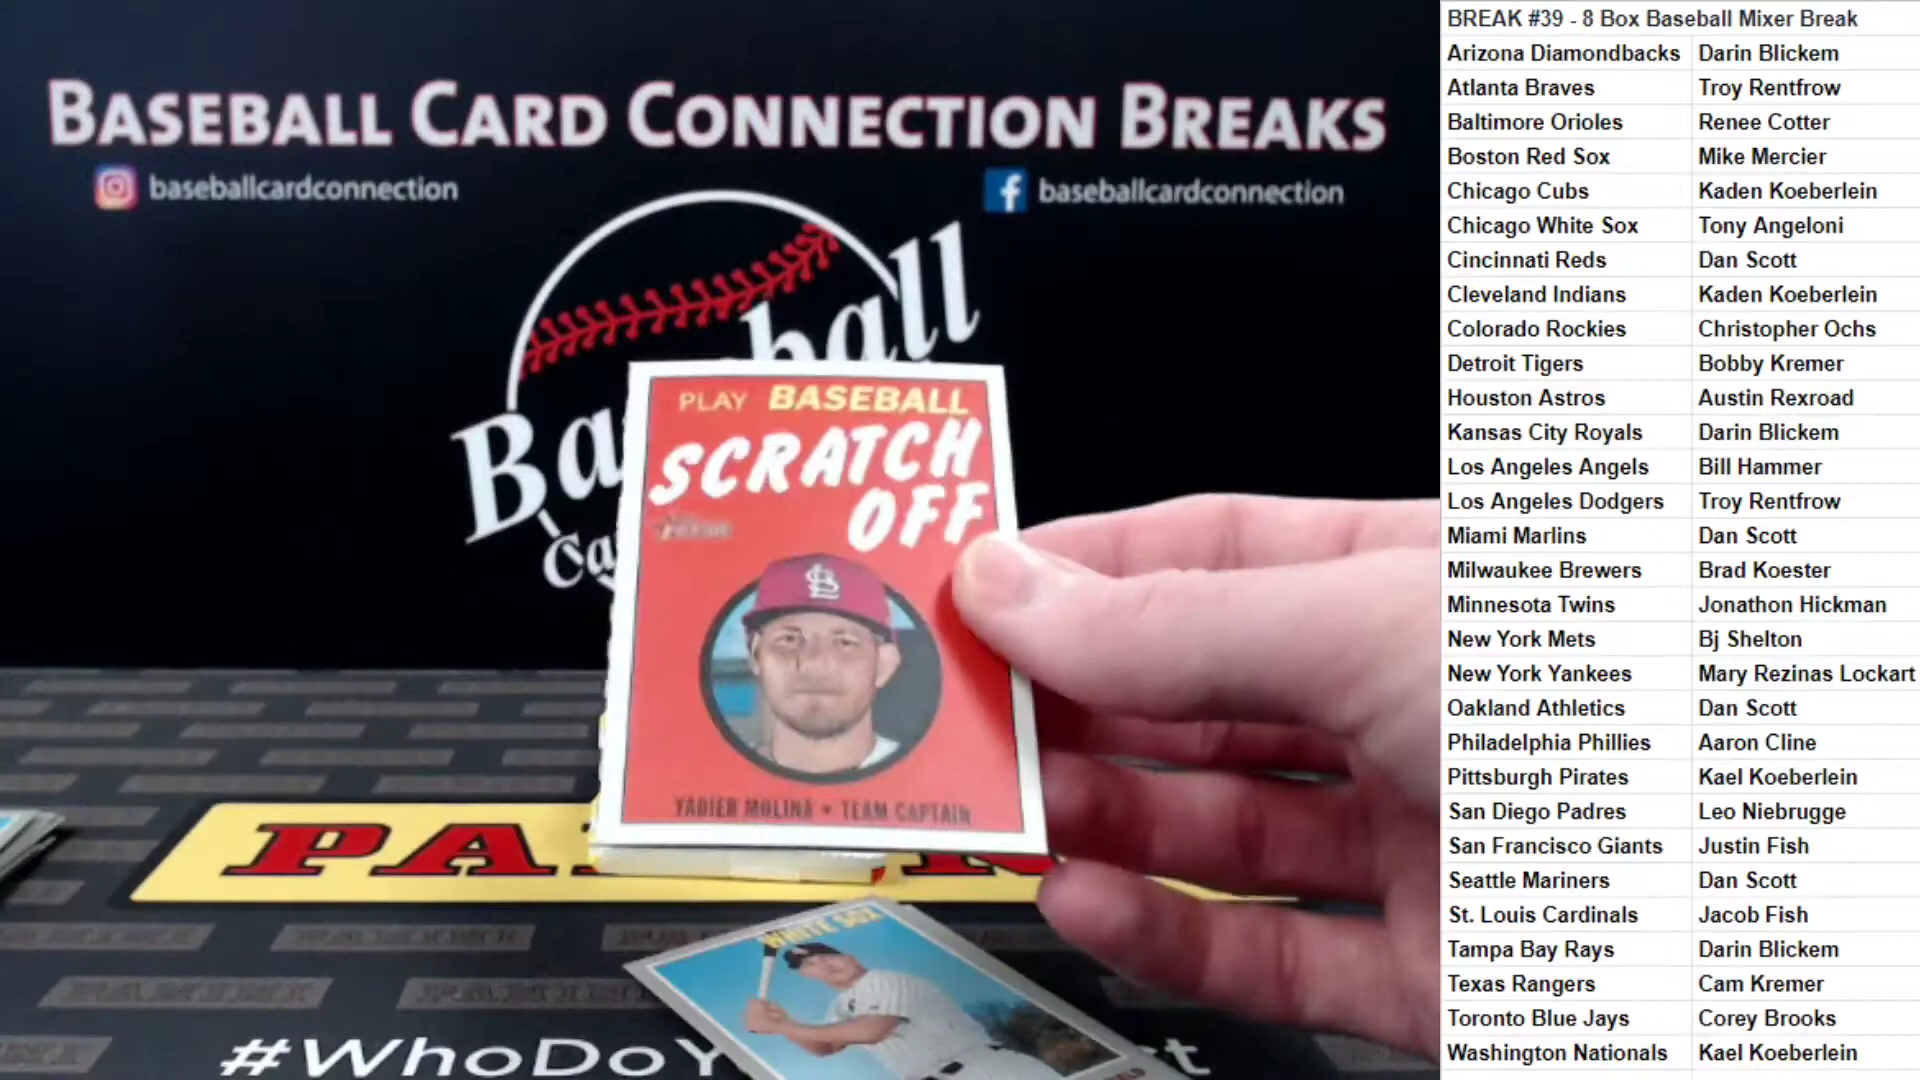 BASEBALL CARD CONNECTION BREAKS
baseballcardconnection
baseballcardconnection
PLAY BASEBALL
SCRATCH
OFF
YADIER MOLINA • TEAM CAPTAIN
WHITE SOX
#WhoDoY
BREAK #39 - 8 Box Baseball Mixer Break
Arizona Diamondbacks Darin Blickem
Atlanta Braves Troy Rentfrow
Baltimore Orioles Renee Cotter
Boston Red Sox Mike Mercier
Chicago Cubs Kaden Koeberlein
Chicago White Sox Tony Angeloni
Cincinnati Reds Dan Scott
Cleveland Indians Kaden Koeberlein
Colorado Rockies Christopher Ochs
Detroit Tigers Bobby Kremer
Houston Astros Austin Rexroad
Kansas City Royals Darin Blickem
Los Angeles Angels Bill Hammer
Los Angeles Dodgers Troy Rentfrow
Miami Marlins Dan Scott
Milwaukee Brewers Brad Koester
Minnesota Twins Jonathon Hickman
New York Mets Bj Shelton
New York Yankees Mary Rezinas Lockart
Oakland Athletics Dan Scott
Philadelphia Phillies Aaron Cline
Pittsburgh Pirates Kael Koeberlein
San Diego Padres Leo Niebrugge
San Francisco Giants Justin Fish
Seattle Mariners Dan Scott
St. Louis Cardinals Jacob Fish
Tampa Bay Rays Darin Blickem
Texas Rangers Cam Kremer
Toronto Blue Jays Corey Brooks
Washington Nationals Kael Koeberlein